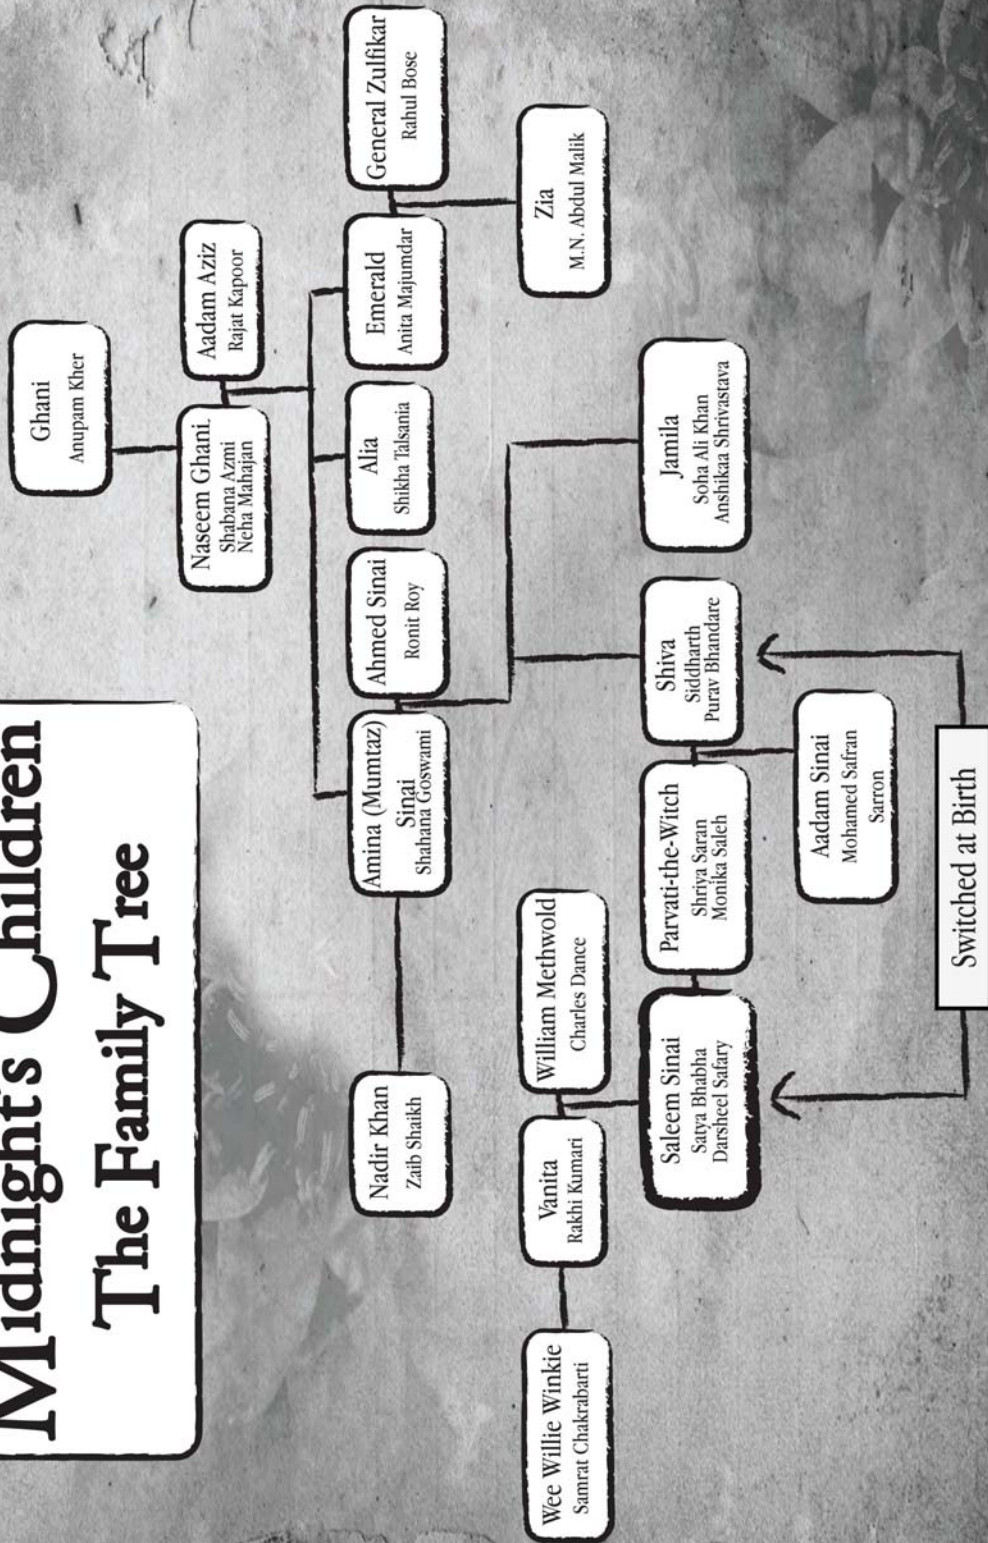 Midnight's Children
The Family Tree
Ghani
Anupam Kher
Naseem Ghani.
Shabana Azmi
Neha Mahajan
Aadam Aziz
Rajat Kapoor
Nadir Khan
Zaib Shaikh
Amina (Mumtaz)
Sinai
Shahana Goswami
Ahmed Sinai
Ronit Roy
Alia
Shikha Talsania
Emerald
Anita Majumdar
General Zulfikar
Rahul Bose
Wee Willie Winkie
Samrat Chakrabarti
Vanita
Rakhi Kumari
William Methwold
Charles Dance
Zia
M.N. Abdul Malik
Saleem Sinai
Satya Bhabha
Darsheel Safary
Parvati-the-Witch
Shriya Saran
Monika Saleh
Shiva
Siddharth
Purav Bhandare
Jamila
Soha Ali Khan
Anshikaa Shrivastava
Aadam Sinai
Mohamed Safran
Sarron
Switched at Birth